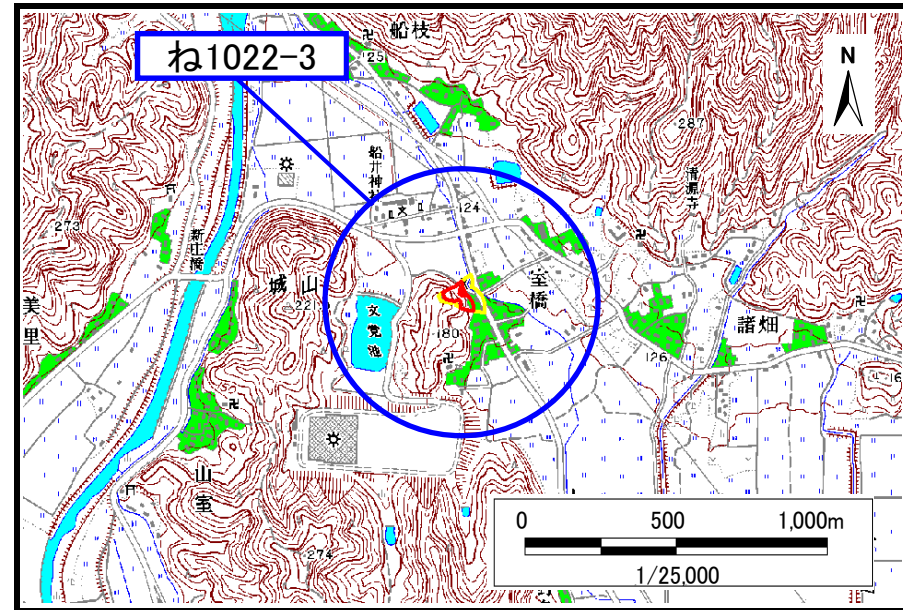 船枝
125
ね1022-3
N
287
船井神社
清源寺
124
273
新庄橋
城山
221
室橋
文覚池
美里
諸畑
180
126
山室
274
0 500 1,000m
1/25,000